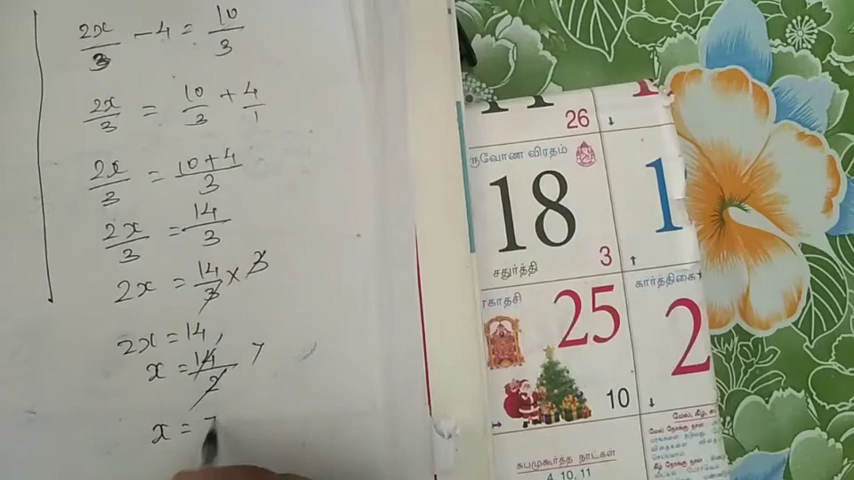 2x/3 - 4 = 10/3
2x/3 = 10/3 + 4/1
2x/3 = 10+4/3
2x/3 = 14/3
2x = 14/3 × 3
2x = 14,
x = 14/2 7
x =
26
விரதம்
18
1
சதுர்த்தி
3
கார்த்திகை
25
2
10
மேல் நோக்கு நாள்
கீழ் நோக்கு நாள்
சுபமுகூர்த்த நாட்கள்
4, 10, 11